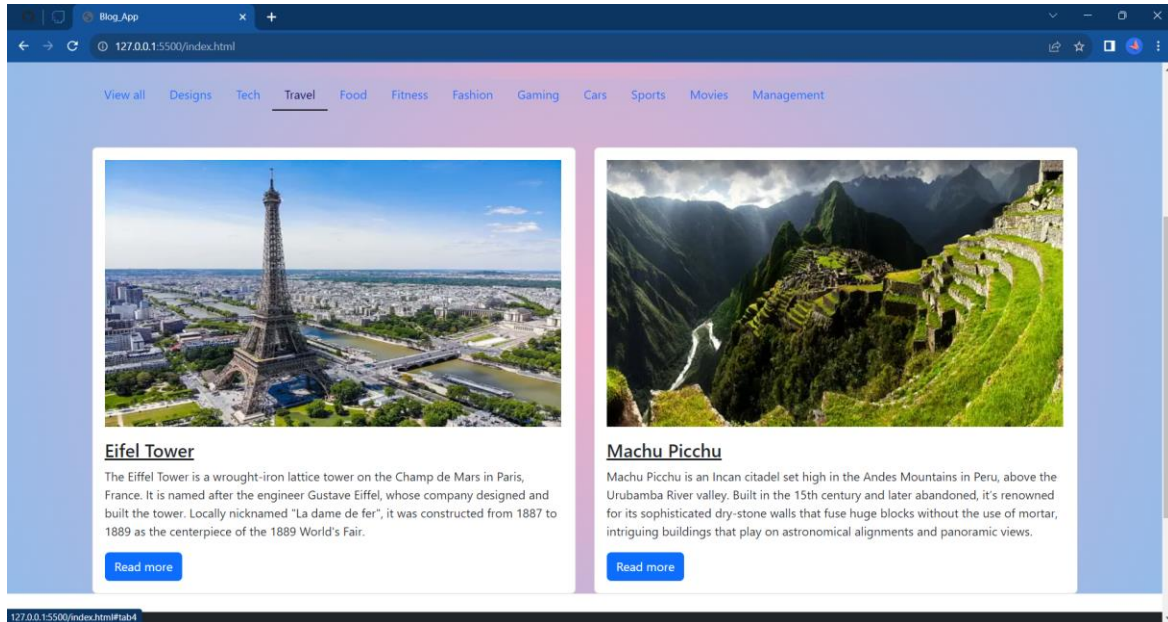 Blog_App
127.0.0.1:5500/index.html
View all Designs Tech Travel Food Fitness Fashion Gaming Cars Sports Movies Management
Eifel Tower
The Eiffel Tower is a wrought-iron lattice tower on the Champ de Mars in Paris,
France. It is named after the engineer Gustave Eiffel, whose company designed and
built the tower. Locally nicknamed "La dame de fer", it was constructed from 1887 to
1889 as the centerpiece of the 1889 World's Fair.
Read more
Machu Picchu
Machu Picchu is an Incan citadel set high in the Andes Mountains in Peru, above the
Urubamba River valley. Built in the 15th century and later abandoned, it's renowned
for its sophisticated dry-stone walls that fuse huge blocks without the use of mortar,
intriguing buildings that play on astronomical alignments and panoramic views.
Read more
127.0.0.1:5500/index.html#tab4